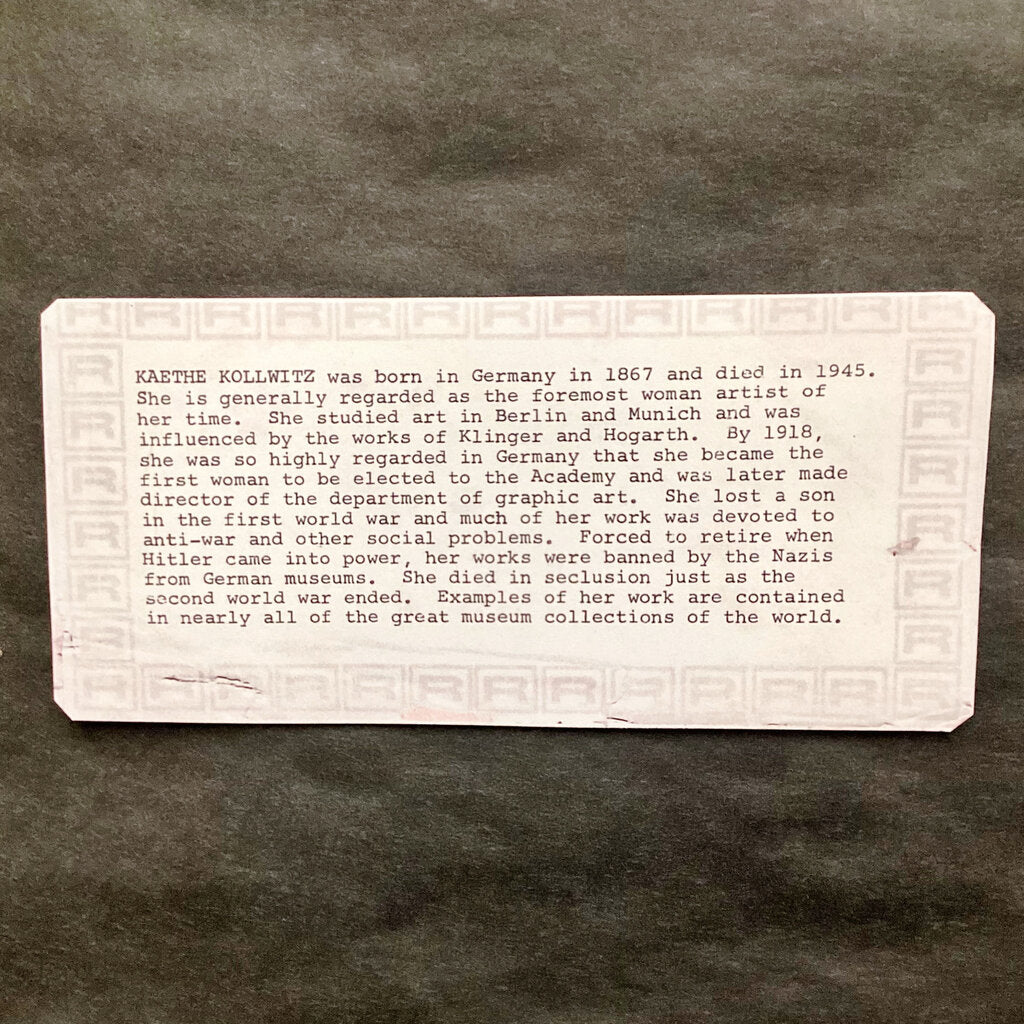 KAETHE KOLLWITZ was born in Germany in 1867 and died in 1945.
She is generally regarded as the foremost woman artist of
her time. She studied art in Berlin and Munich and was
influenced by the works of Klinger and Hogarth. By 1918,
she was so highly regarded in Germany that she became the
first woman to be elected to the Academy and was later made
director of the department of graphic art. She lost a son
in the first world war and much of her work was devoted to
anti-war and other social problems. Forced to retire when
Hitler came into power, her works were banned by the Nazis
from German museums. She died in seclusion just as the
second world war ended. Examples of her work are contained
in nearly all of the great museum collections of the world.